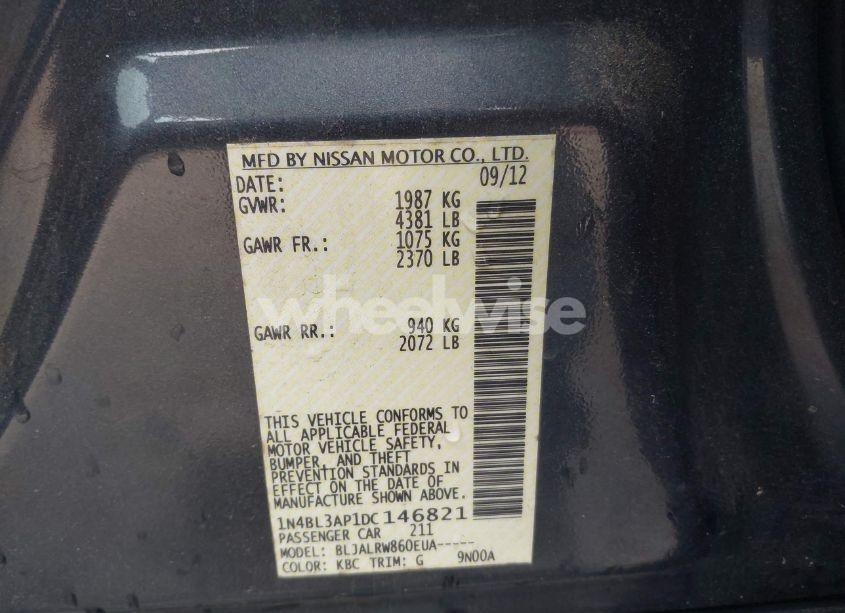 MFD BY NISSAN MOTOR CO., LTD.
DATE: 09/12
GVWR: 1987 KG
4381 LB
GAWR FR.: 1075 KG
2370 LB
wheelwise
GAWR RR.: 940 KG
2072 LB
THIS VEHICLE CONFORMS TO
ALL APPLICABLE FEDERAL
MOTOR VEHICLE SAFETY,
BUMPER, AND THEFT
PREVENTION STANDARDS IN
EFFECT ON THE DATE OF
MANUFACTURE SHOWN ABOVE.
1N4BL3AP1DC146821
PASSENGER CAR 211
MODEL: BLJALRW860EUA-----
COLOR: KBC TRIM: G 9N00A